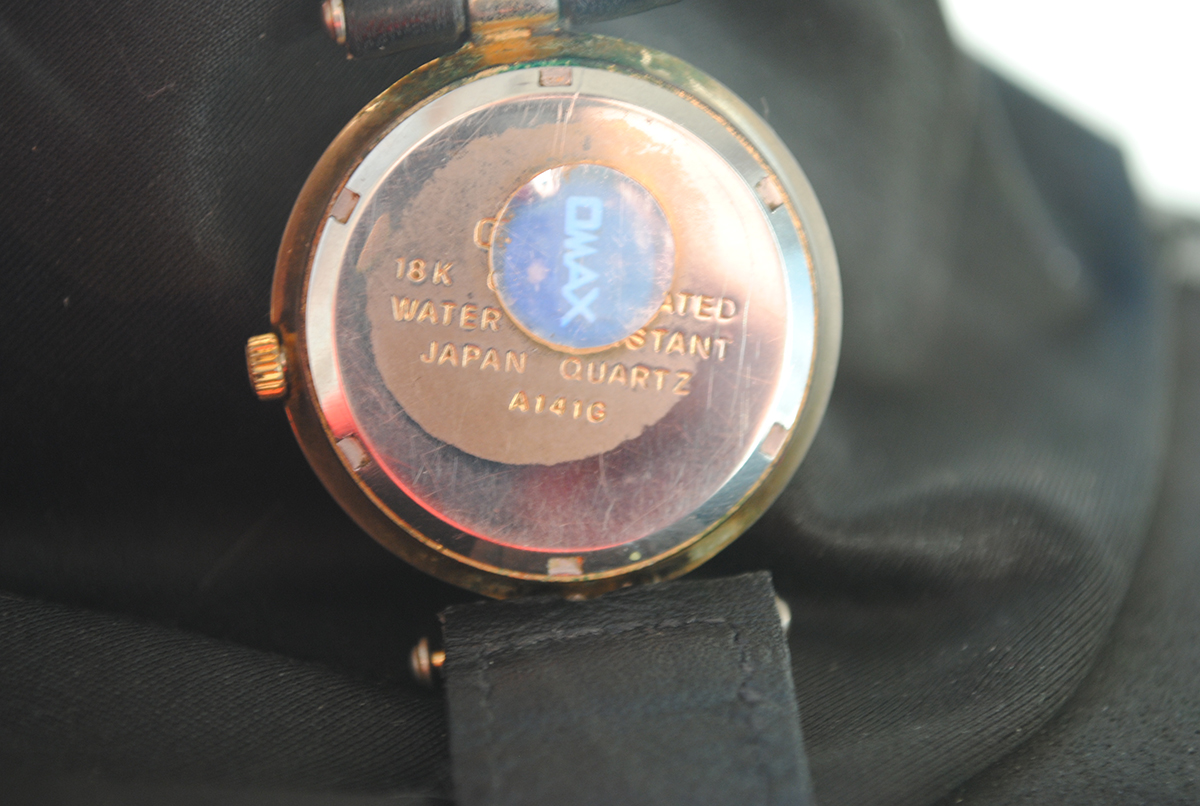 OMAX
18K ATED
WATER STANT
JAPAN QUARTZ
A141G